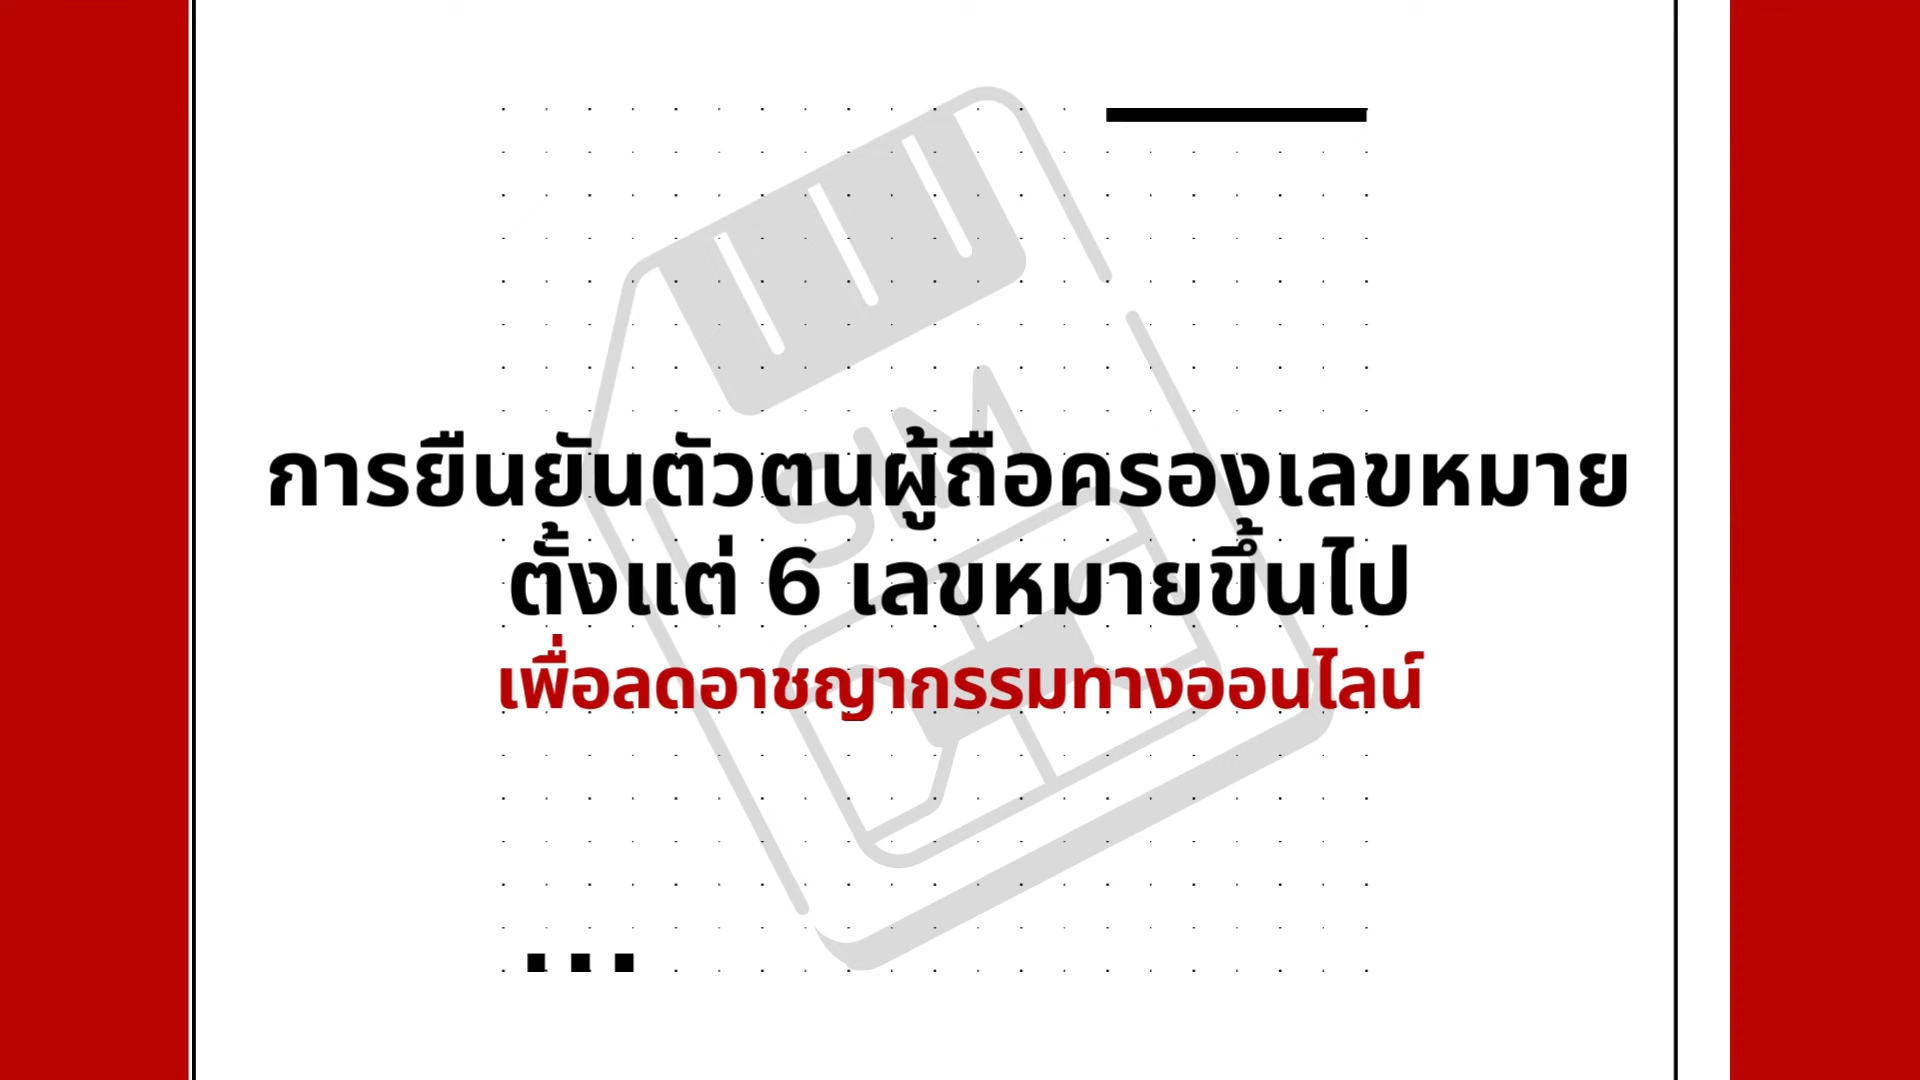 SIM
การยืนยันตัวตนผู้ถือครองเลขหมาย
ตั้งแต่ 6 เลขหมายขึ้นไป
เพื่อลดอาชญากรรมทางออนไลน์